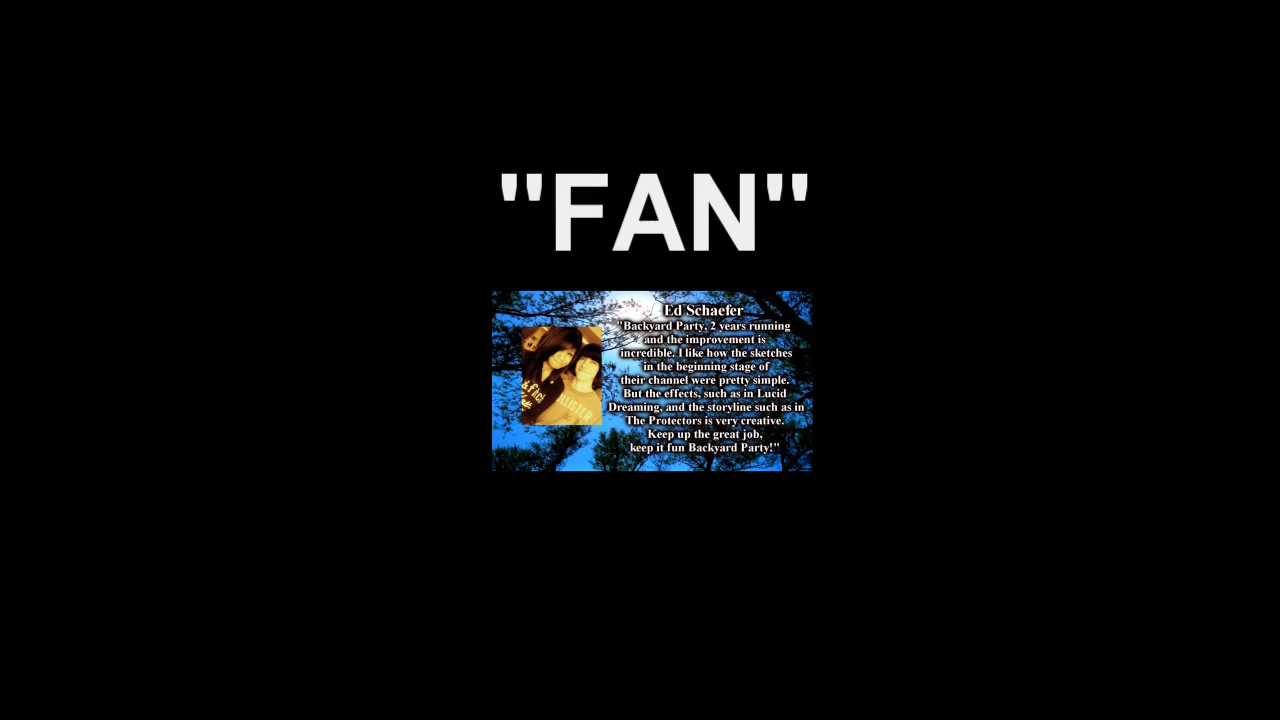 "FAN"
Ed Schaefer
"Backyard Party, 2 years running
and the improvement is
incredible. I like how the sketches
in the beginning stage of
their channel were pretty simple.
But the effects, such as in Lucid
Dreaming, and the storyline such as in
The Protectors is very creative.
Keep up the great job,
keep it fun Backyard Party!"